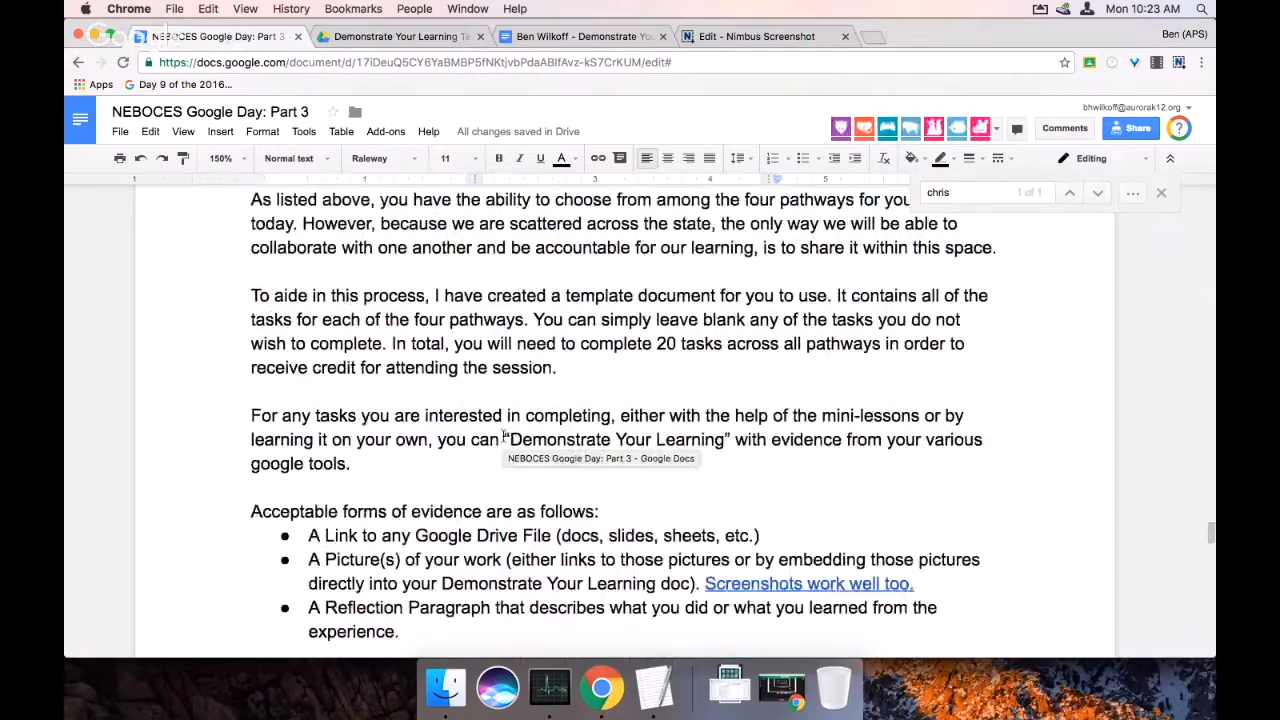 Chrome File Edit View History Bookmarks People Window Help Mon 10:23 AM
NEBOCES Google Day: Part 3 Demonstrate Your Learning Te Ben Wilkoff - Demonstrate Y Edit - Nimbus Screenshot Ben (APS)
https://docs.google.com/document/d/17iDeuQ5CY6YaBMBP5fNKtjvbPdaABIfAvz-kS7CrKUM/edit#
Apps Day 9 of the 2016...
NEBOCES Google Day: Part 3 bhwilkoff@aurorak12.org
File Edit View Insert Format Tools Table Add-ons Help All changes saved in Drive Comments Share
150% Normal text Raleway 11 B I U A Editing
1 3 4 5
chris 1 of 1
As listed above, you have the ability to choose from among the four pathways for you
today. However, because we are scattered across the state, the only way we will be able to
collaborate with one another and be accountable for our learning, is to share it within this space.
To aide in this process, I have created a template document for you to use. It contains all of the
tasks for each of the four pathways. You can simply leave blank any of the tasks you do not
wish to complete. In total, you will need to complete 20 tasks across all pathways in order to
receive credit for attending the session.
For any tasks you are interested in completing, either with the help of the mini-lessons or by
learning it on your own, you can “Demonstrate Your Learning” with evidence from your various
NEBOCES Google Day: Part 3 - Google Docs
google tools.
Acceptable forms of evidence are as follows:
● A Link to any Google Drive File (docs, slides, sheets, etc.)
● A Picture(s) of your work (either links to those pictures or by embedding those pictures
directly into your Demonstrate Your Learning doc). Screenshots work well too.
● A Reflection Paragraph that describes what you did or what you learned from the
experience.